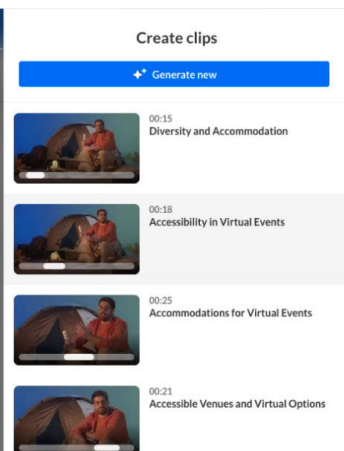 Create clips
Generate new
00:15
Diversity and Accommodation
00:18
Accessibility in Virtual Events
00:25
Accommodations for Virtual Events
00:21
Accessible Venues and Virtual Options